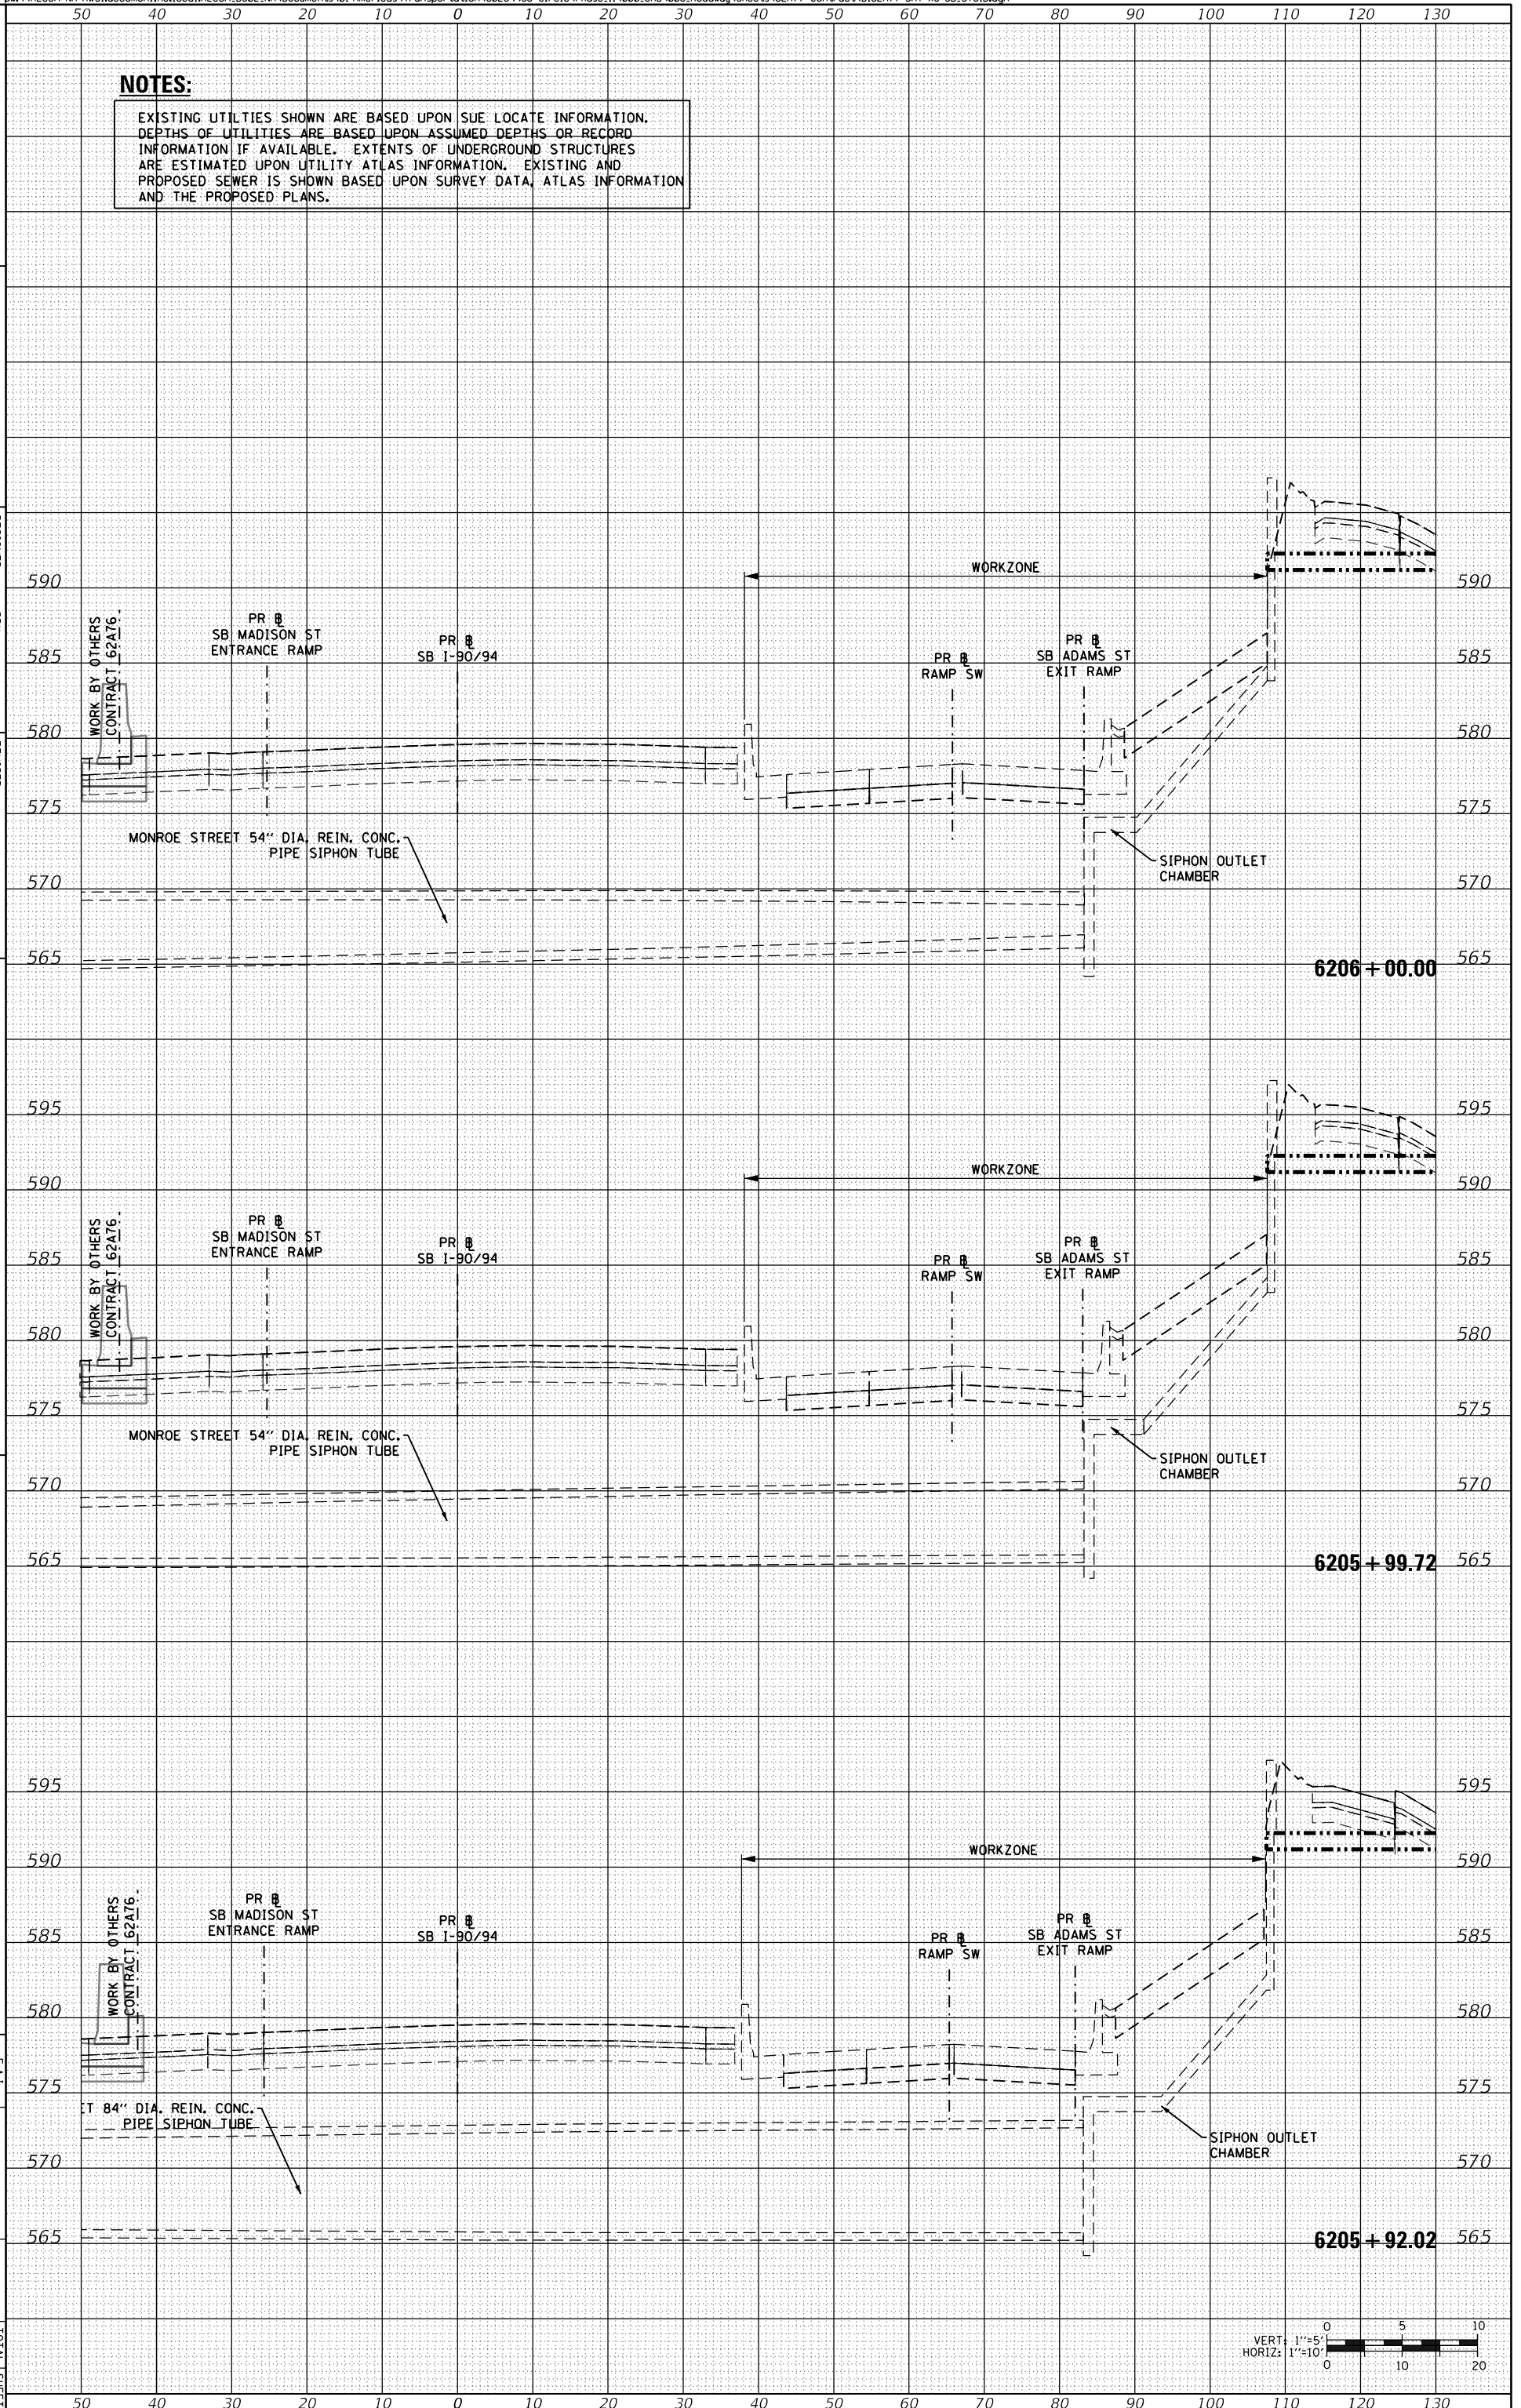 50 40 30 20 10 0 10 20 30 40 50 60 70 80 90 100 110 120 130
NOTES:
EXISTING UTILTIES SHOWN ARE BASED UPON SUE LOCATE INFORMATION.
DEPTHS OF UTILITIES ARE BASED UPON ASSUMED DEPTHS OR RECORD
INFORMATION IF AVAILABLE. EXTENTS OF UNDERGROUND STRUCTURES
ARE ESTIMATED UPON UTILITY ATLAS INFORMATION. EXISTING AND
PROPOSED SEWER IS SHOWN BASED UPON SURVEY DATA, ATLAS INFORMATION
AND THE PROPOSED PLANS.
590 590
WORKZONE
WORK BY OTHERS
CONTRACT 62A76
PR BL
SB MADISON ST
ENTRANCE RAMP
PR BL
SB I-90/94
PR BL
RAMP SW
PR BL
SB ADAMS ST
EXIT RAMP
585 585
580 580
575 575
MONROE STREET 54" DIA. REIN. CONC.
PIPE SIPHON TUBE
SIPHON OUTLET
CHAMBER
570 570
565 565
6206+00.00
595 595
590 590
WORKZONE
WORK BY OTHERS
CONTRACT 62A76
PR BL
SB MADISON ST
ENTRANCE RAMP
PR BL
SB I-90/94
PR BL
RAMP SW
PR BL
SB ADAMS ST
EXIT RAMP
585 585
580 580
575 575
MONROE STREET 54" DIA. REIN. CONC.
PIPE SIPHON TUBE
SIPHON OUTLET
CHAMBER
570 570
565 565
6205+99.72
595 595
590 590
WORKZONE
WORK BY OTHERS
CONTRACT 62A76
PR BL
SB MADISON ST
ENTRANCE RAMP
PR BL
SB I-90/94
PR BL
RAMP SW
PR BL
SB ADAMS ST
EXIT RAMP
585 585
580 580
575 575
84" DIA. REIN. CONC.
PIPE SIPHON TUBE
SIPHON OUTLET
CHAMBER
570 570
565 565
6205+92.02
0 5 10
VERT: 1"=5'
HORIZ: 1"=10'
0 10 20
50 40 30 20 10 0 10 20 30 40 50 60 70 80 90 100 110 120 130